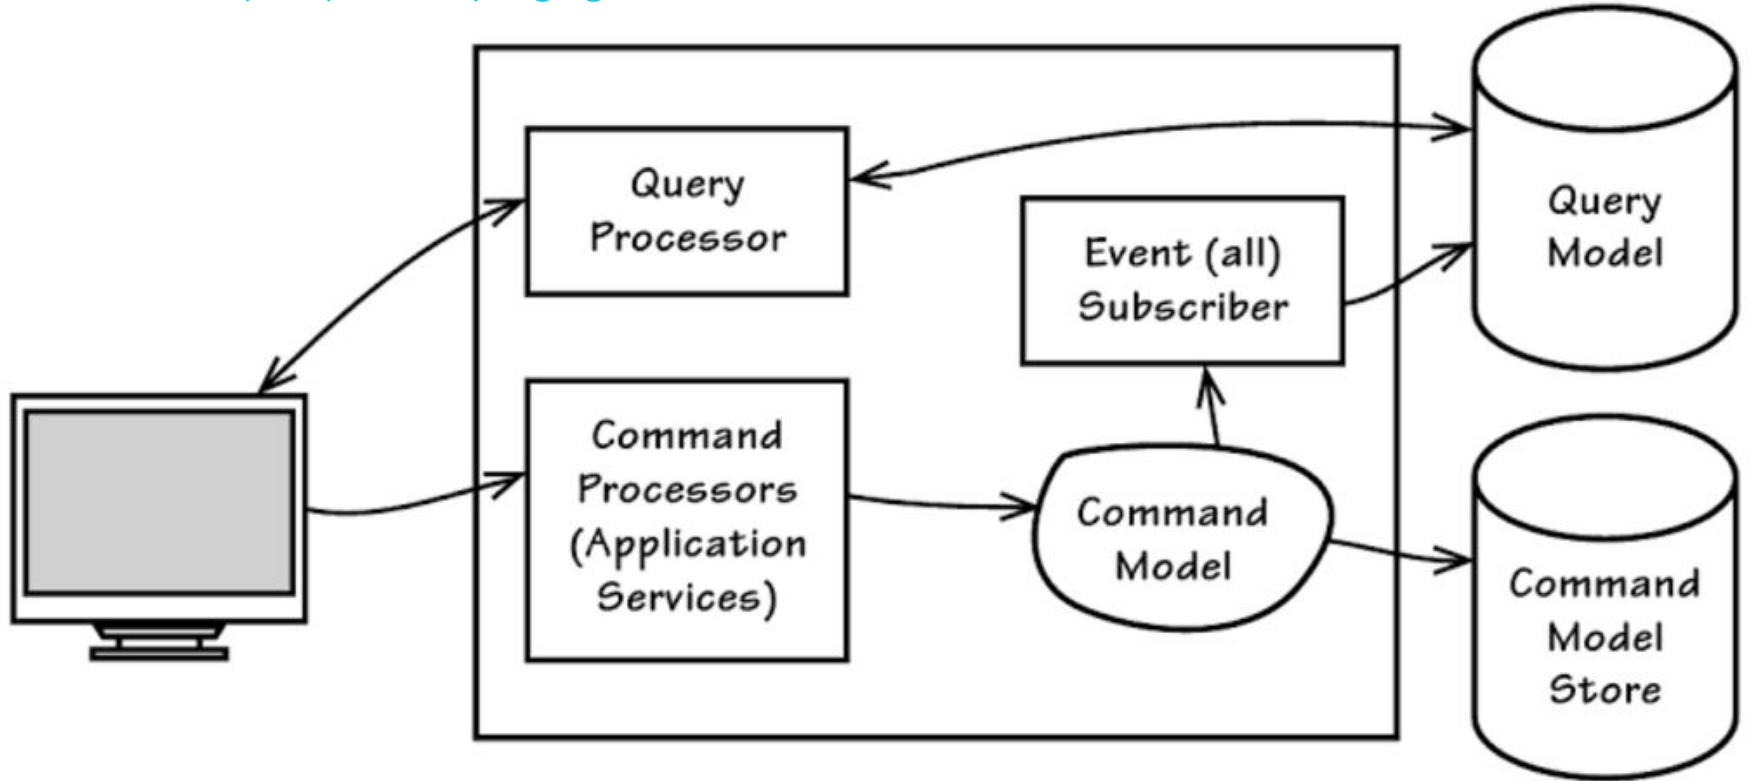 Query
Processor
Event (all)
Subscriber
Query
Model
Command
Processors
(Application
Services)
Command
Model
Command
Model
Store